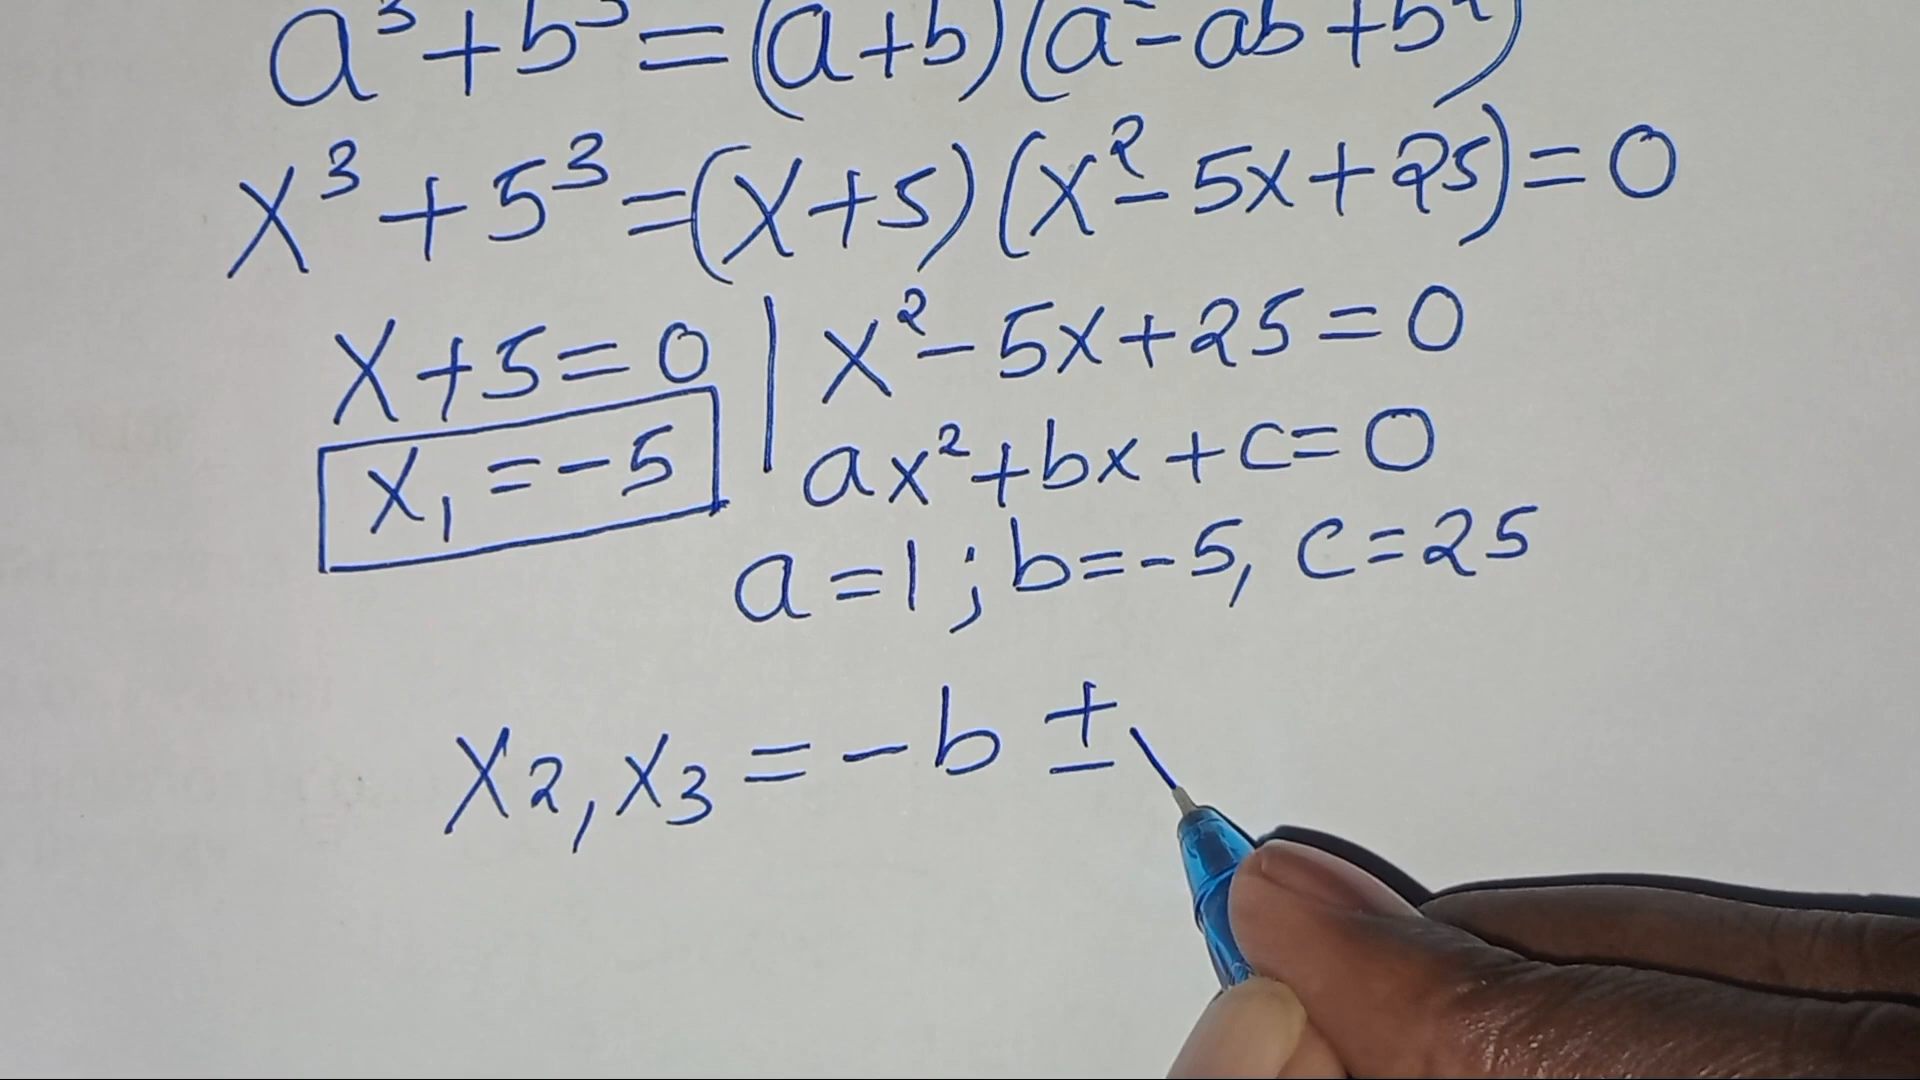 a³+b³=(a+b)(a²-ab+b²)
x³+5³=(x+5)(x²-5x+25)=0
x+5=0 | x²-5x+25=0
x₁=-5
ax²+bx+c=0
a=1;b=-5, c=25
x₂,x₃=-b±